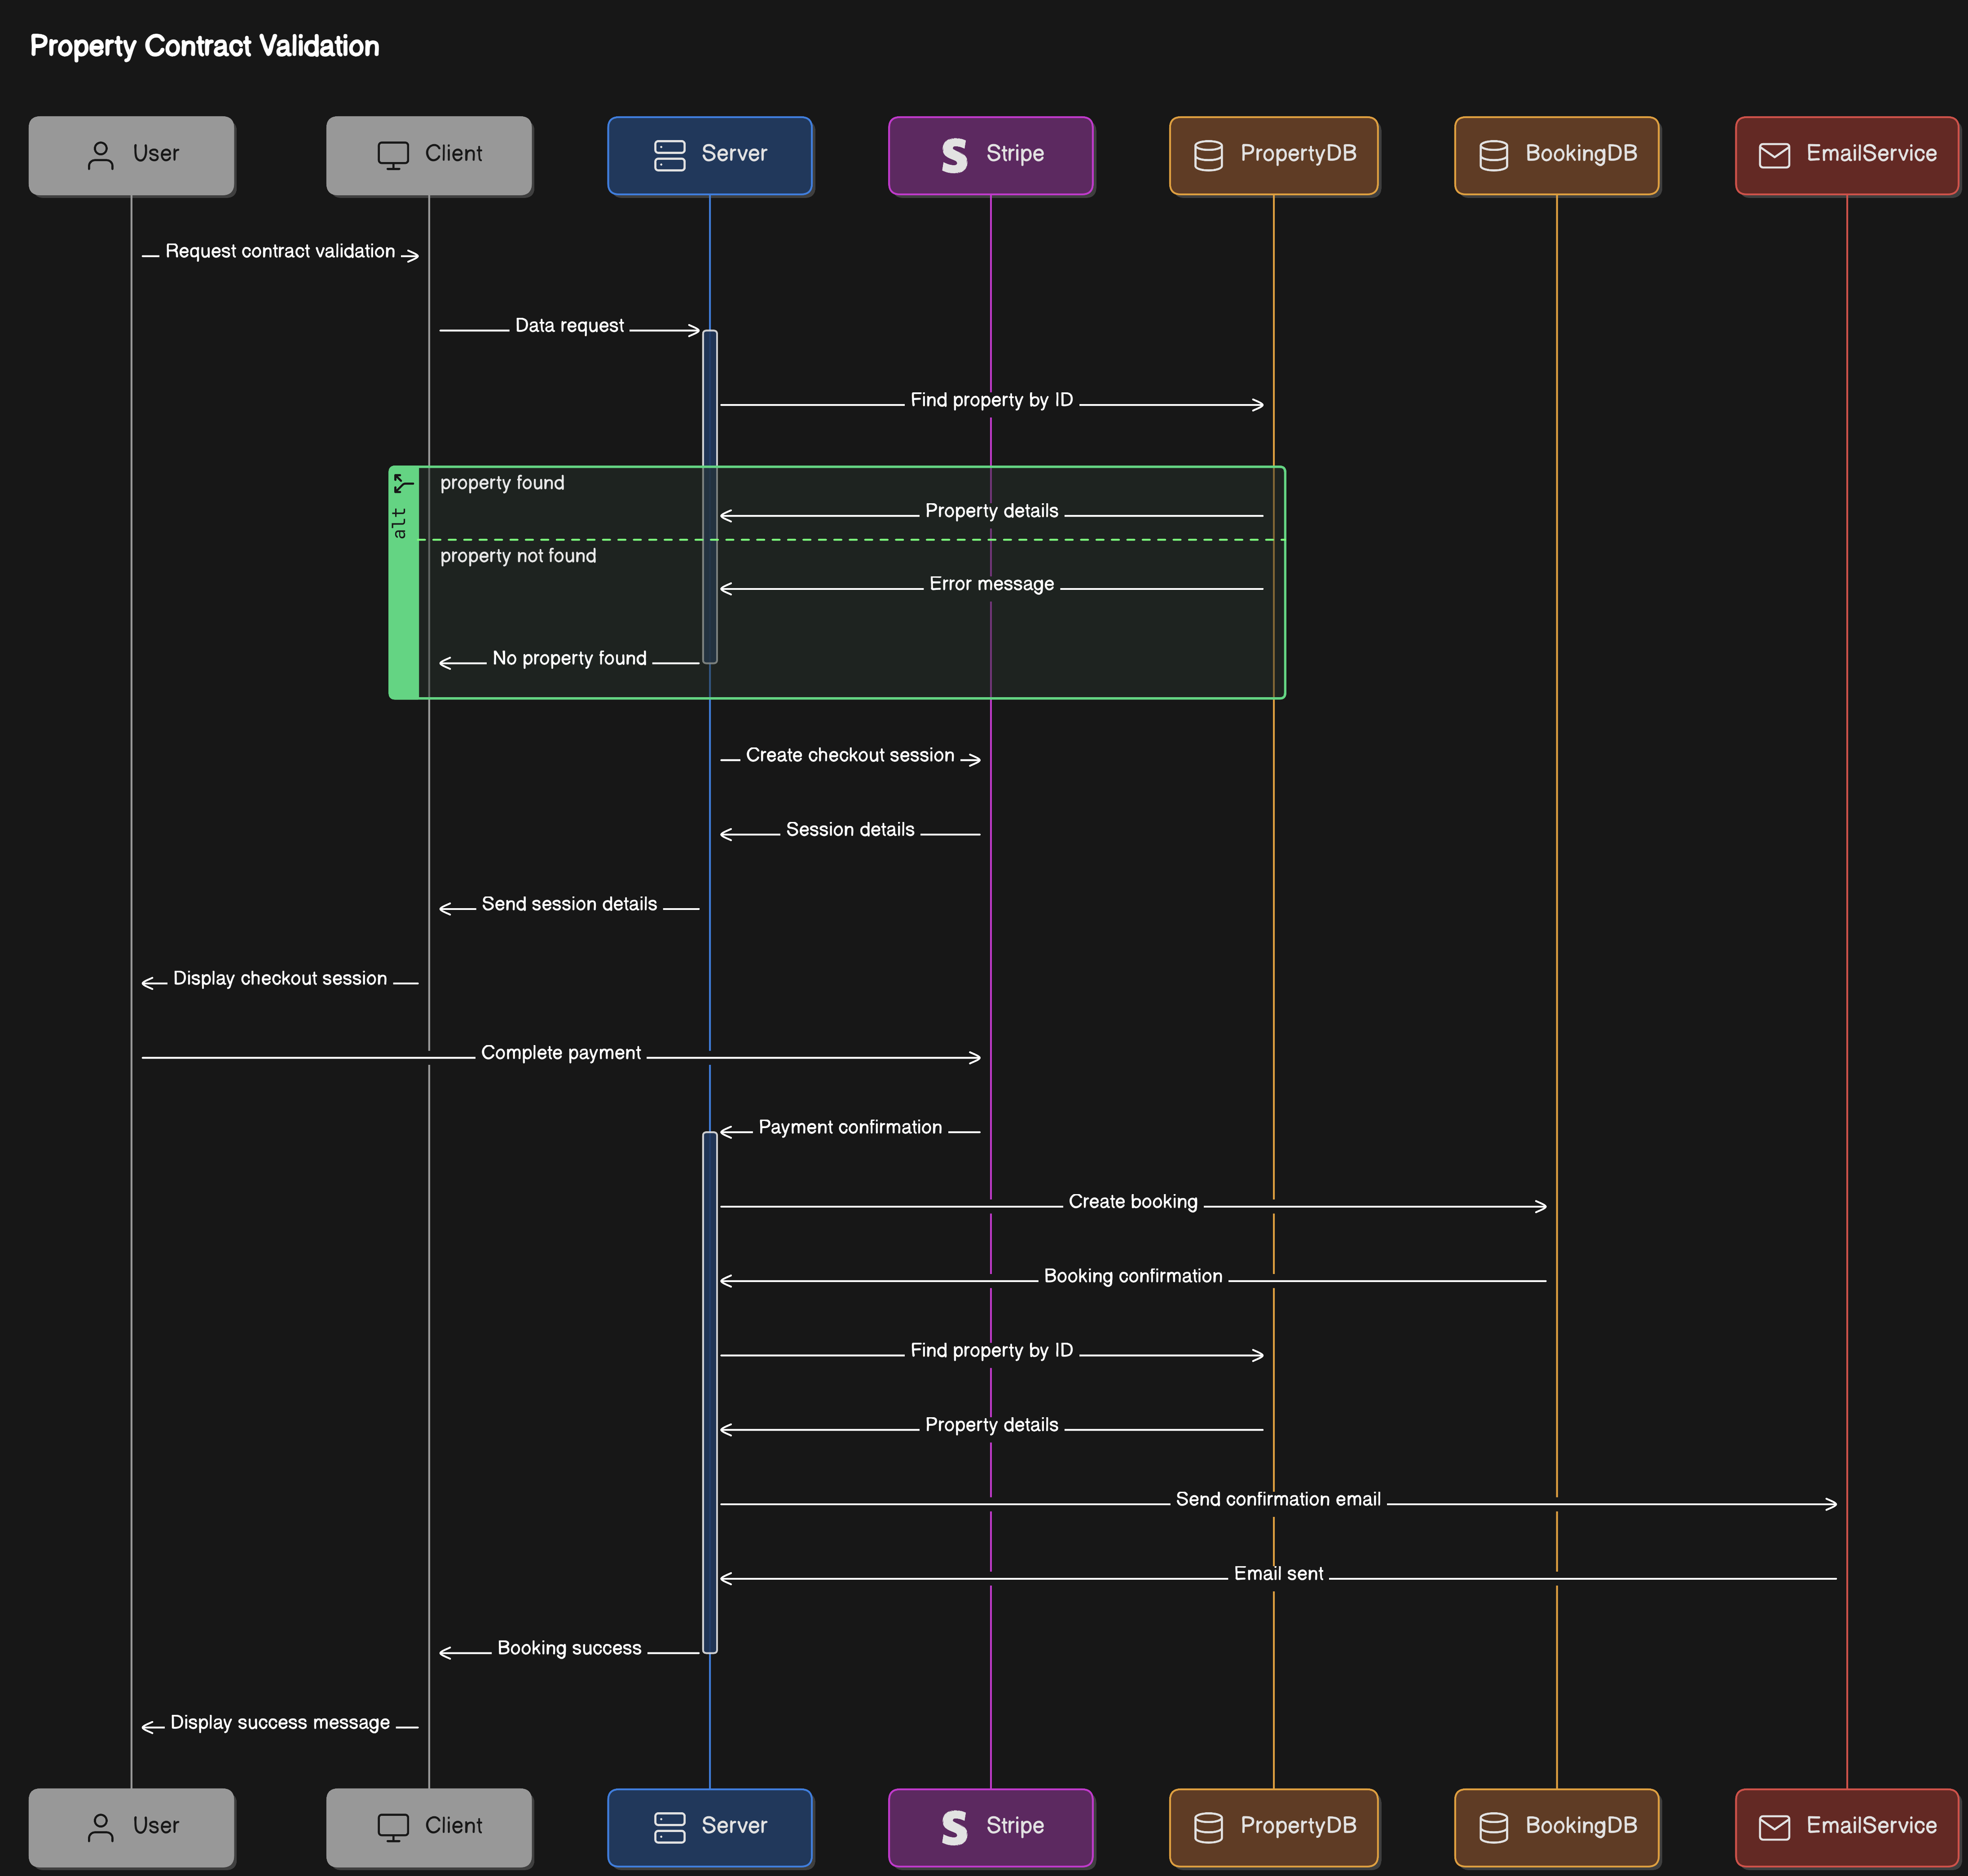 Property Contract Validation
User
Client
Server
Stripe
PropertyDB
BookingDB
EmailService
Request contract validation
Data request
Find property by ID
alt
property found
Property details
property not found
Error message
No property found
Create checkout session
Session details
Send session details
Display checkout session
Complete payment
Payment confirmation
Create booking
Booking confirmation
Find property by ID
Property details
Send confirmation email
Email sent
Booking success
Display success message
User
Client
Server
Stripe
PropertyDB
BookingDB
EmailService